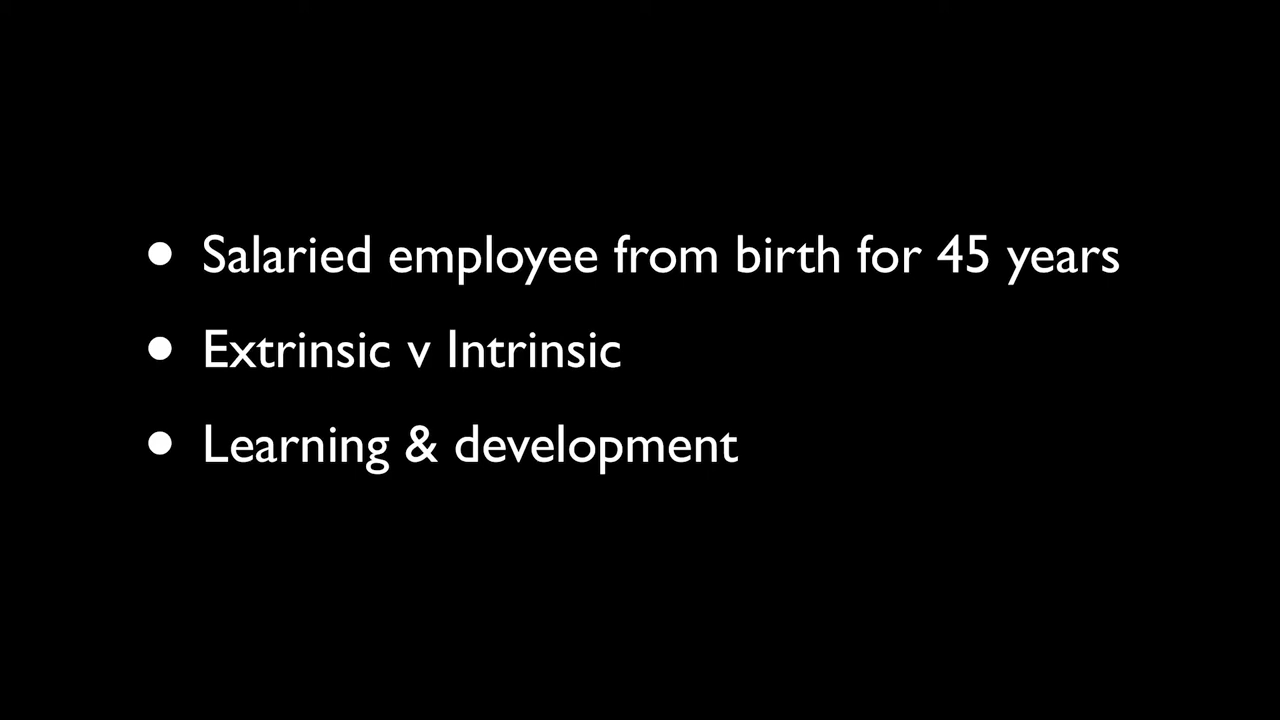 • Salaried employee from birth for 45 years
• Extrinsic v Intrinsic
• Learning & development